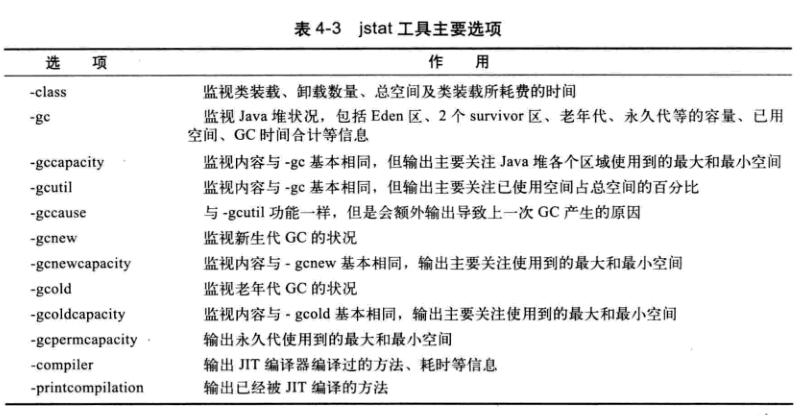 表 4-3 jstat 工具主要选项
选 项 作 用
-class 监视类装载、卸载数量、总空间及类装载所耗费的时间
-gc 监视 Java 堆状况，包括 Eden 区、2 个 survivor 区、老年代、永久代等的容量、已用
空间、GC 时间合计等信息
-gccapacity 监视内容与 -gc 基本相同，但输出主要关注 Java 堆各个区域使用到的最大和最小空间
-gcutil 监视内容与 -gc 基本相同，但输出主要关注已使用空间占总空间的百分比
-gccause 与 -gcutil 功能一样，但是会额外输出导致上一次 GC 产生的原因
-gcnew 监视新生代 GC 的状况
-gcnewcapacity 监视内容与 - gcnew 基本相同，输出主要关注使用到的最大和最小空间
-gcold 监视老年代 GC 的状况
-gcoldcapacity 监视内容与 - gcold 基本相同，输出主要关注使用到的最大和最小空间
-gcpermcapacity 输出永久代使用到的最大和最小空间
-compiler 输出 JIT 编译器编译过的方法、耗时等信息
-printcompilation 输出已经被 JIT 编译的方法